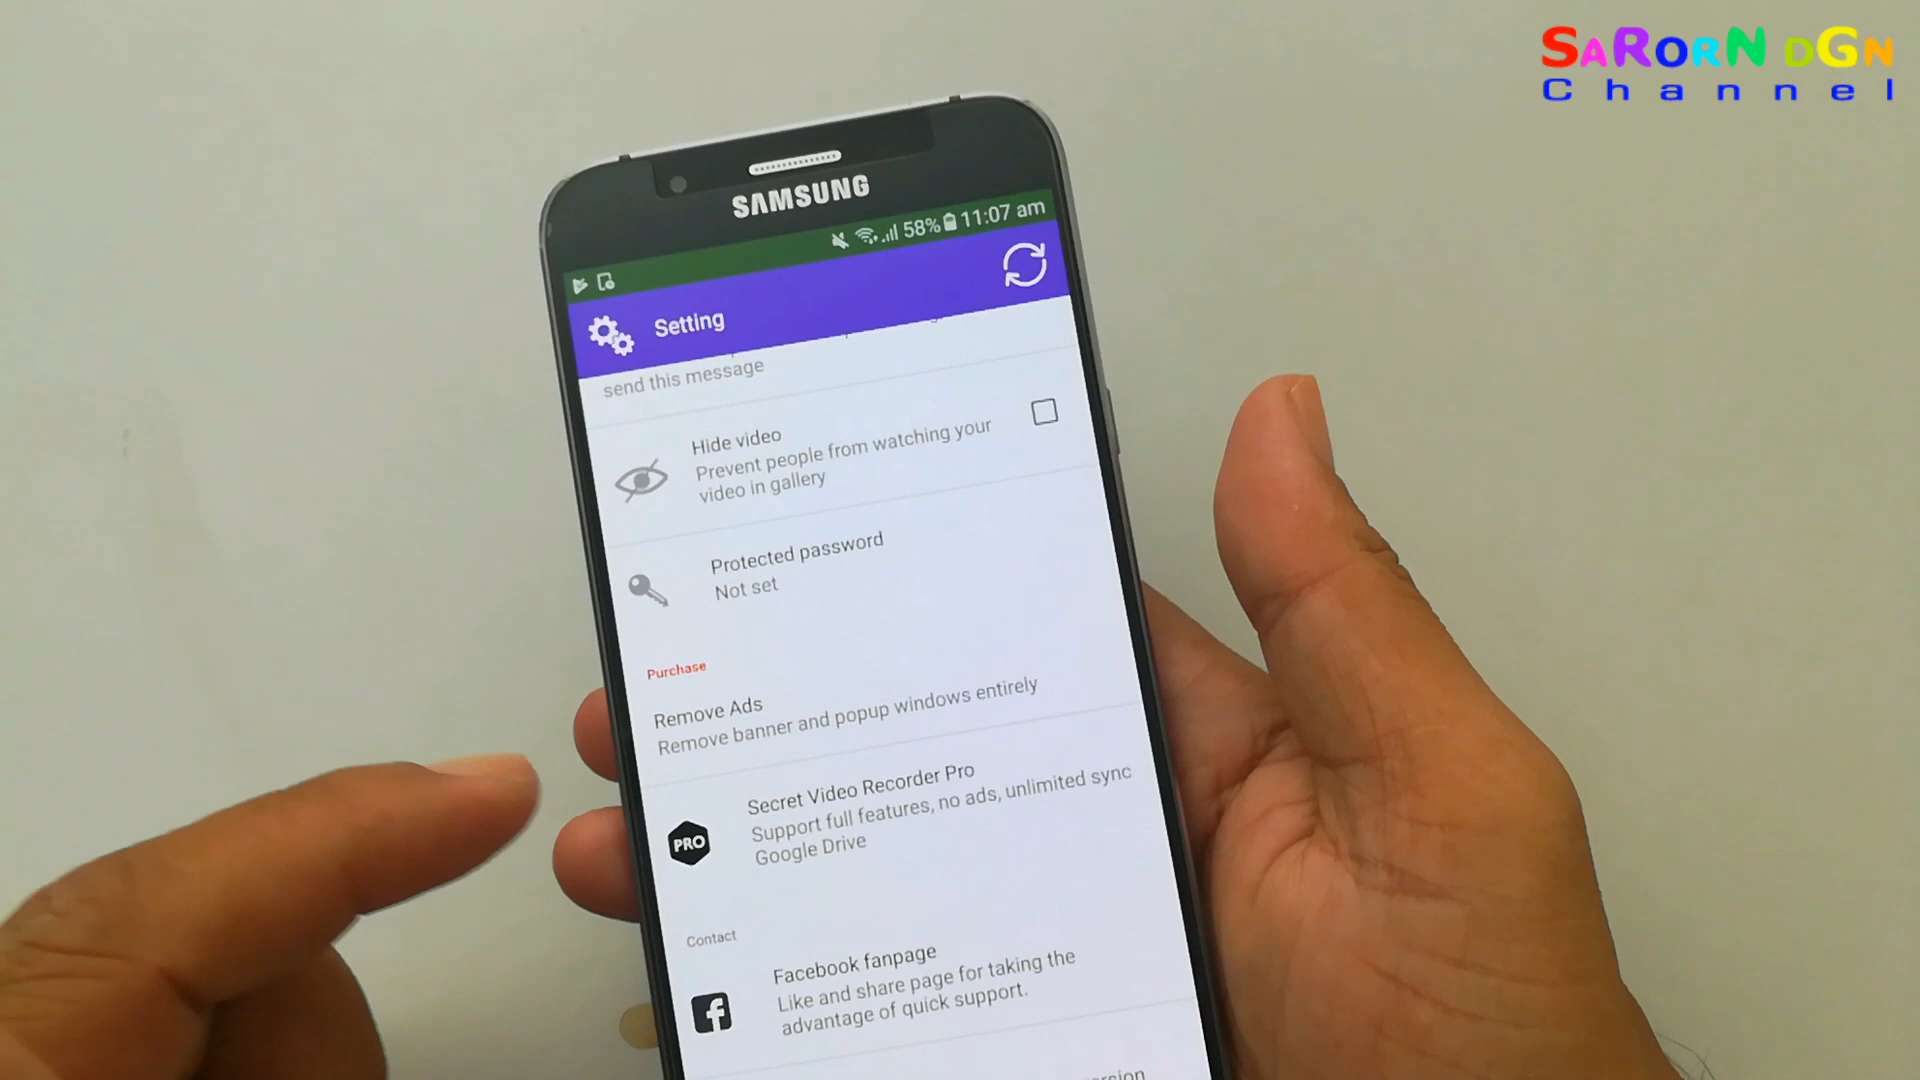 SARORN DGN
Channel
SAMSUNG
58% 11:07 am
Setting
send this message
Hide video
Prevent people from watching your
video in gallery
Protected password
Not set
Purchase
Remove Ads
Remove banner and popup windows entirely
PRO
Secret Video Recorder Pro
Support full features, no ads, unlimited sync
Google Drive
Contact
Facebook fanpage
Like and share page for taking the
advantage of quick support.